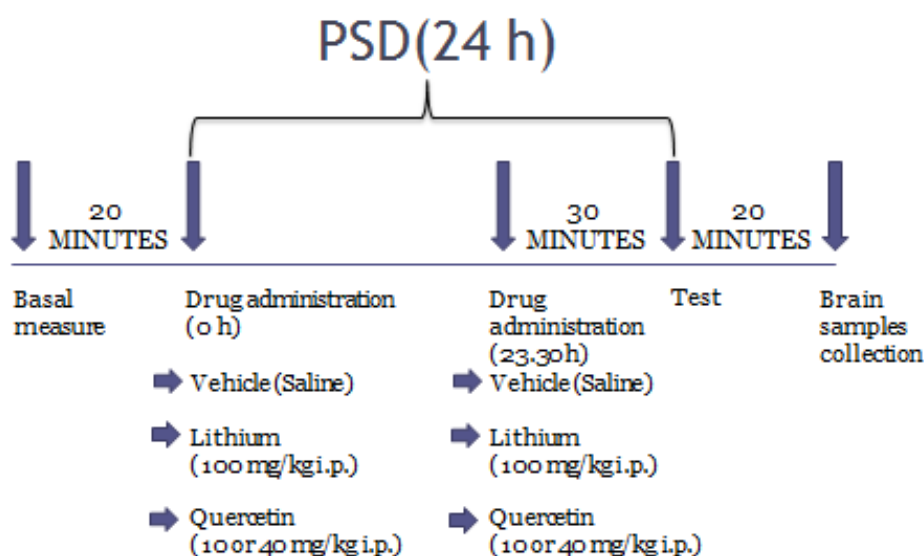 PSD(24 h)
20
MINUTES
30
MINUTES
20
MINUTES
Basal
measure
Drug administration
(0 h)
Vehicle (Saline)
Lithium
(100 mg/kg i.p.)
Quercetin
(10 or 40 mg/kg i.p.)
Drug
administration
(23.30 h)
Vehicle (Saline)
Lithium
(100 mg/kg i.p.)
Quercetin
(10 or 40 mg/kg i.p.)
Test
Brain
samples
collection